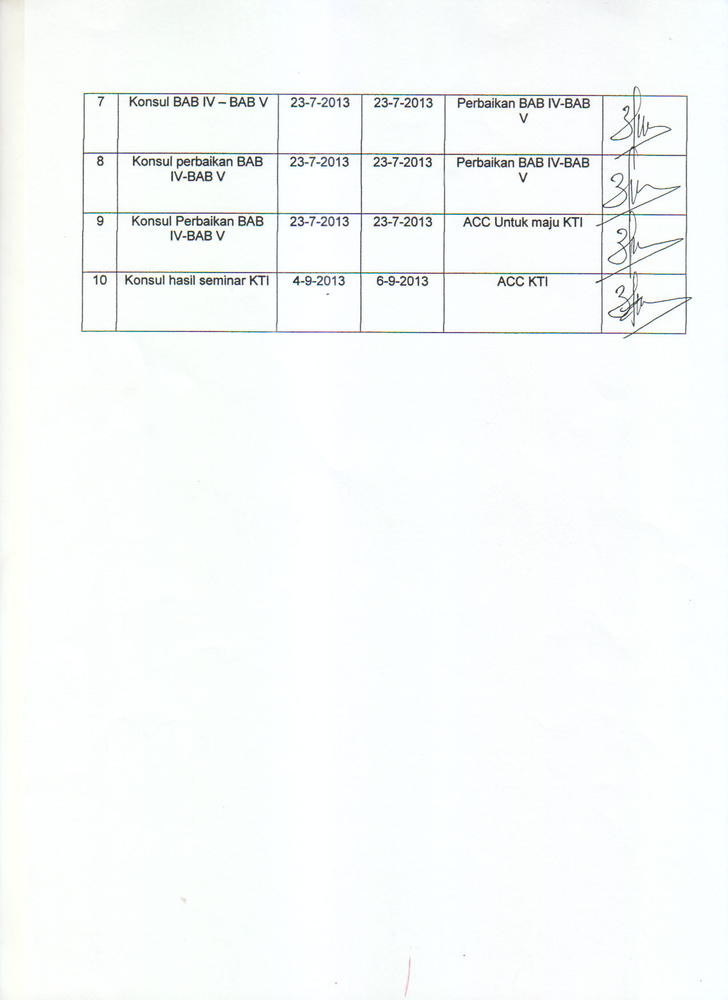 7 Konsul BAB IV – BAB V 23-7-2013 23-7-2013 Perbaikan BAB IV-BAB
V
8 Konsul perbaikan BAB 23-7-2013 23-7-2013 Perbaikan BAB IV-BAB
IV-BAB V V
9 Konsul Perbaikan BAB 23-7-2013 23-7-2013 ACC Untuk maju KTI
IV-BAB V
10 Konsul hasil seminar KTI 4-9-2013 6-9-2013 ACC KTI